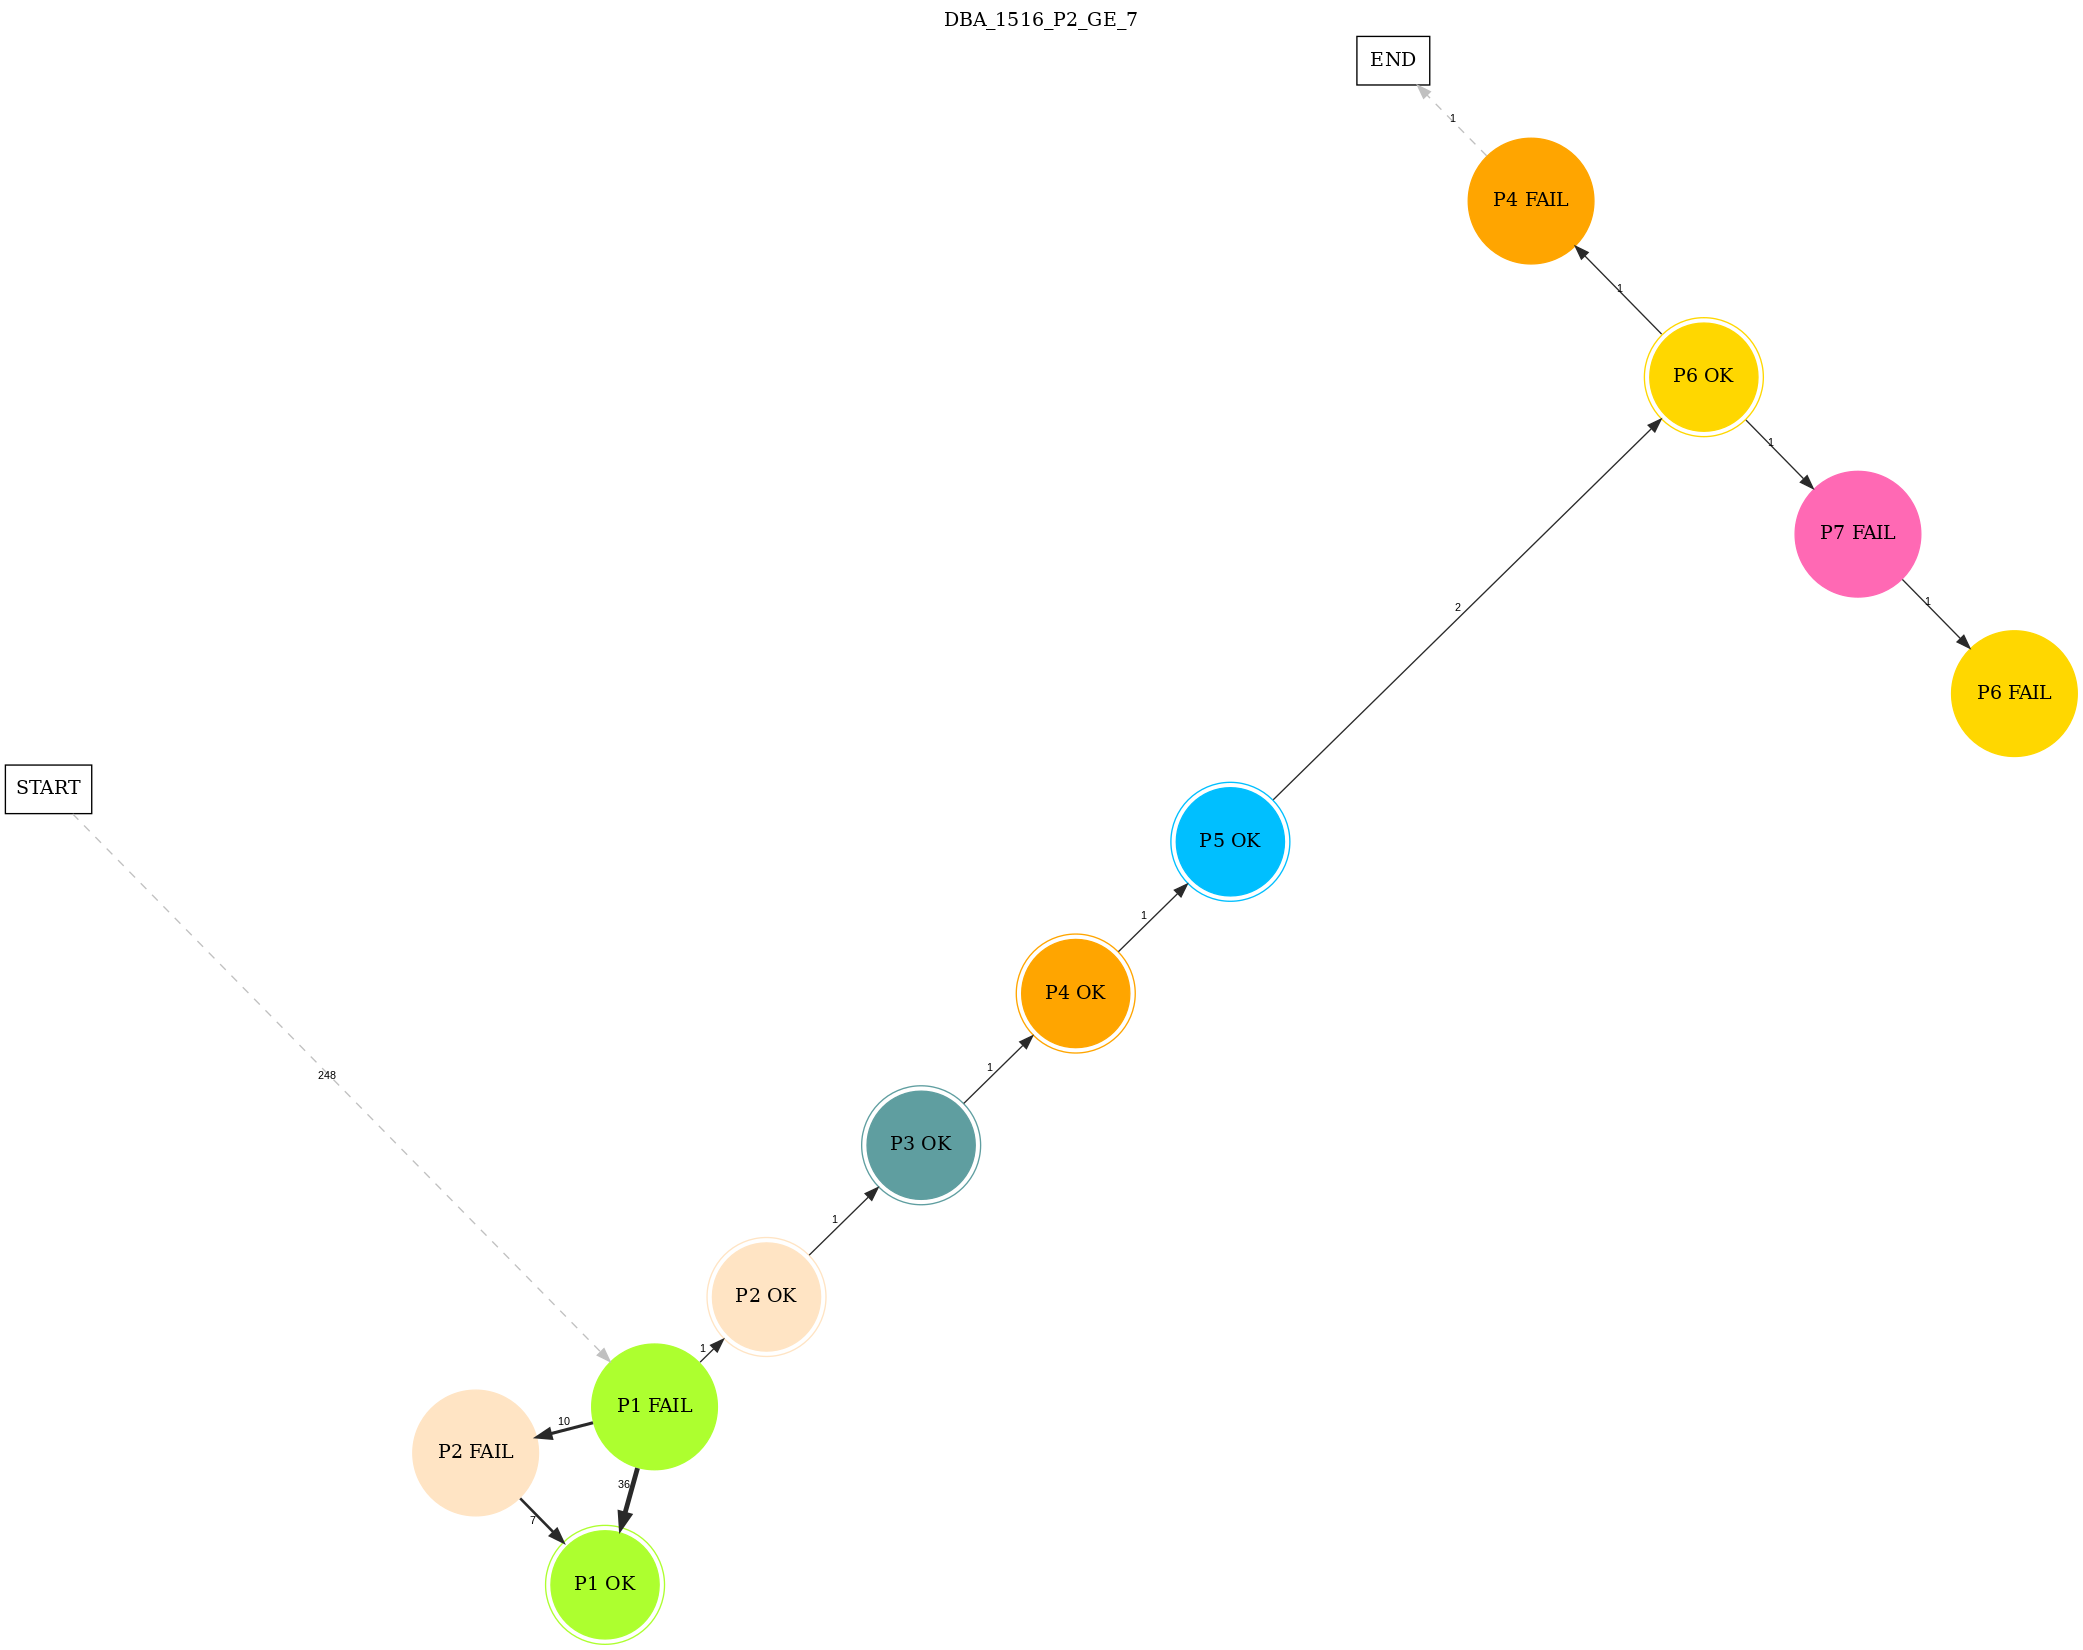 DBA_1516_P2_GE_7
END
1
P4 FAIL
1
P6 OK
1
P7 FAIL
1
2
P6 FAIL
START
P5 OK
1
P4 OK
1
248
P3 OK
1
P2 OK
1
P1 FAIL
10
P2 FAIL
36
7
P1 OK